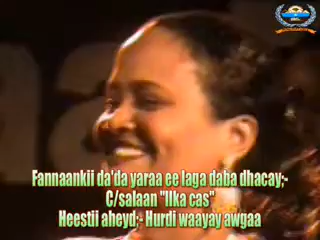 Fannaankii da'da yaraa ee laga daba dhacay;-
C/salaan "Ilka cas"
Heestii aheyd;- Hurdi waayay awgaa